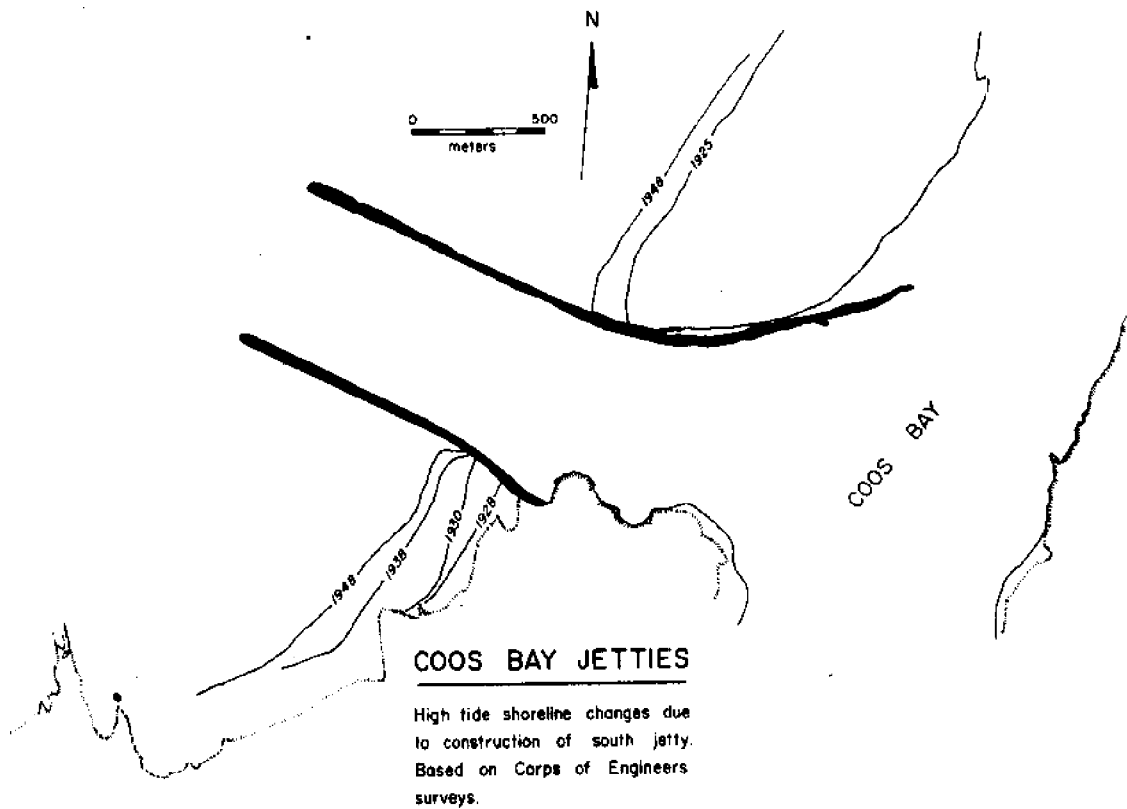 N
0 500
meters
1948
1925
COOS BAY
1948
1938
1930
1928
COOS BAY JETTIES
High tide shoreline changes due
to construction of south jetty.
Based on Corps of Engineers
surveys.